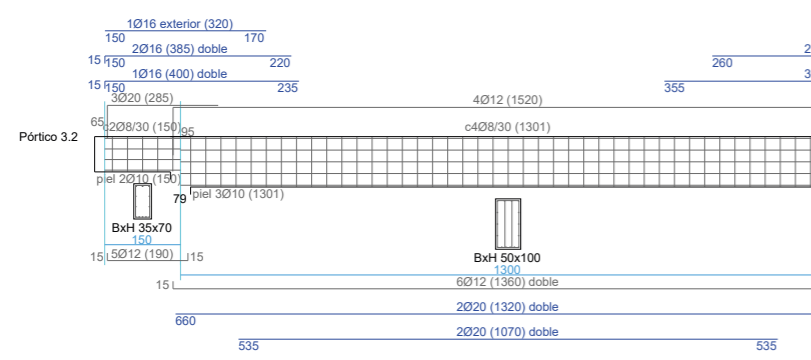 1Ø16 exterior (320)
150 170
2Ø16 (385) doble 2
15 150 220 260
1Ø16 (400) doble 3
15 150 235 355
3Ø20 (285) 4Ø12 (1520)
65 c2Ø8/30 (150) 95 c4Ø8/30 (1301)
Pórtico 3.2
piel 2Ø10 (150)
79 piel 3Ø10 (1301)
BxH 35x70
150
15 5Ø12 (190) 15
BxH 50x100
1300
15 6Ø12 (1360) doble
2Ø20 (1320) doble
660
2Ø20 (1070) doble
535 535